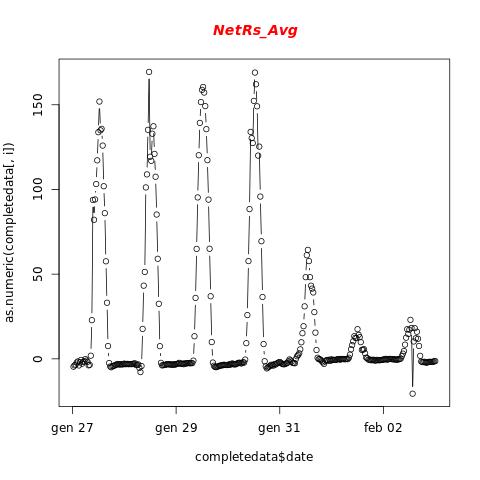 NetRs_Avg
as.numeric(completedata[, i])
150
100
50
0
gen 27
gen 29
gen 31
feb 02
completedata$date